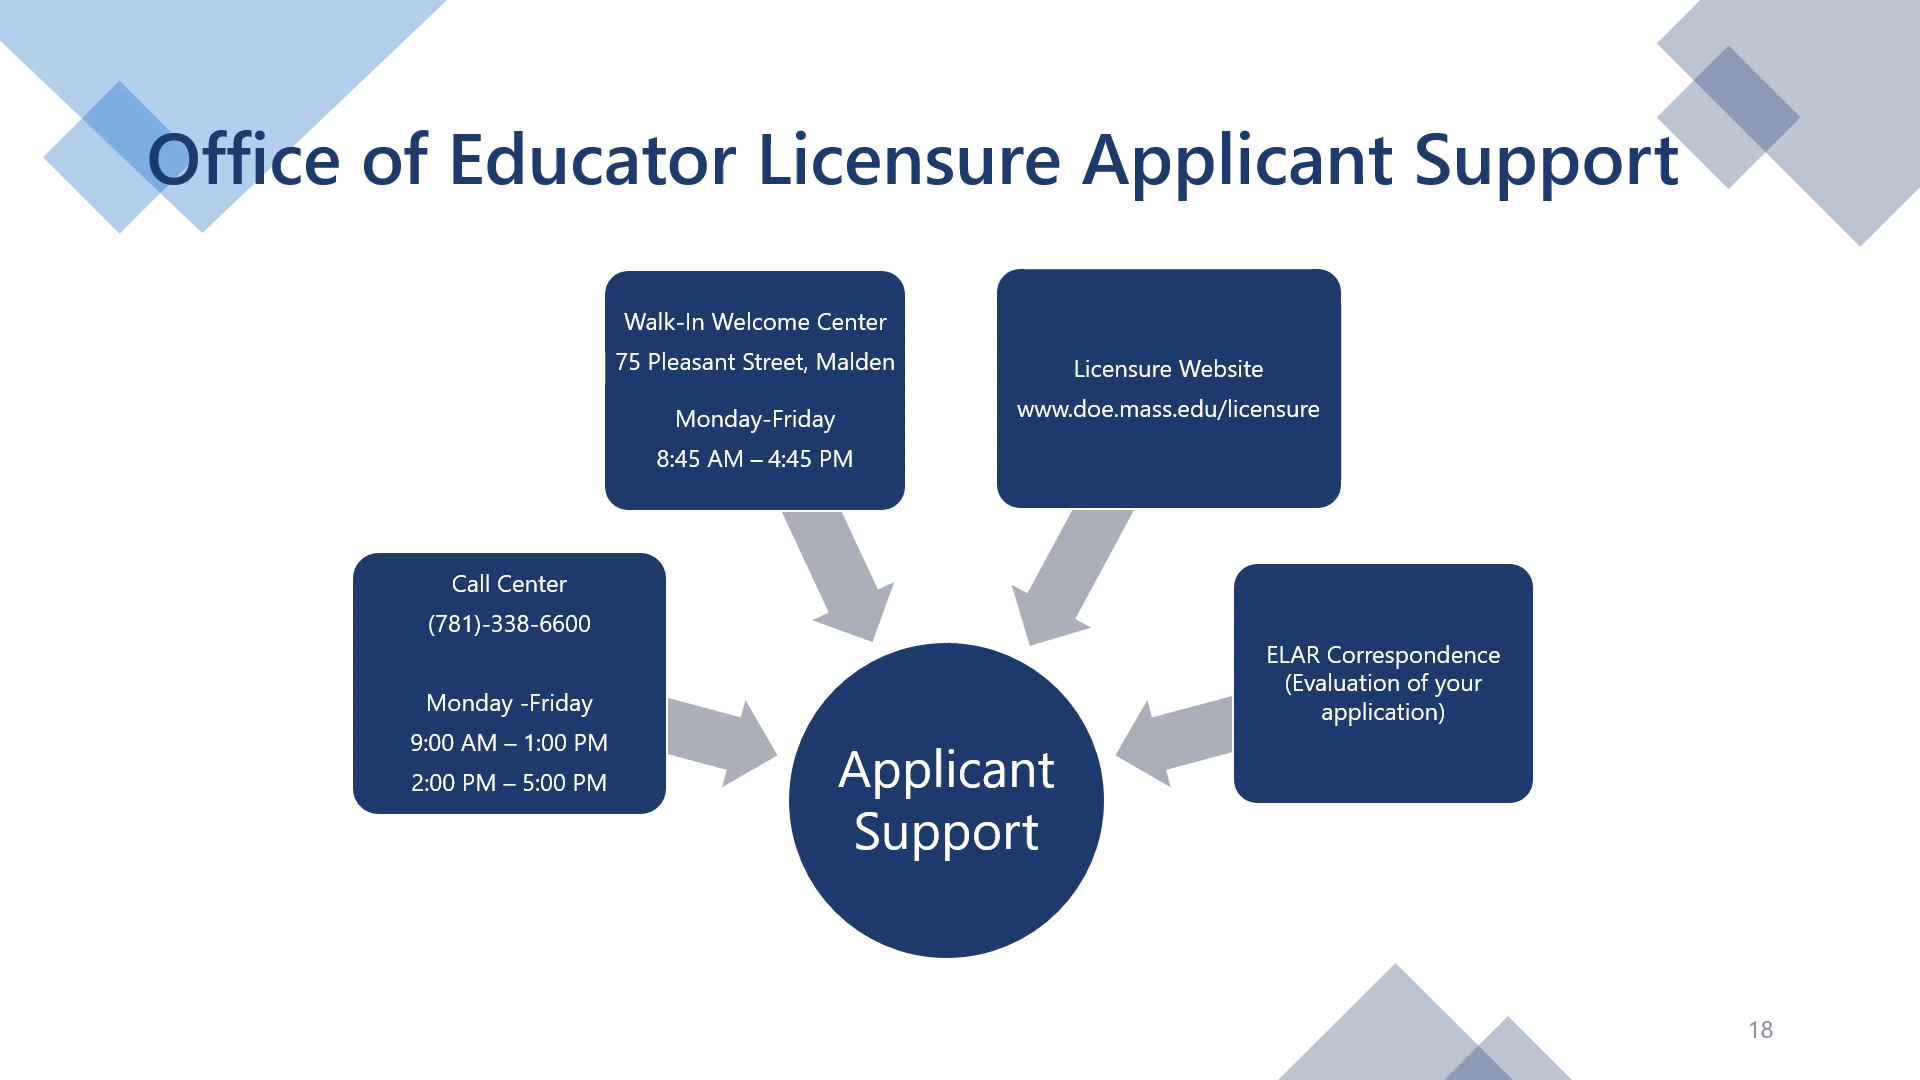 Office of Educator Licensure Applicant Support
Walk-In Welcome Center
75 Pleasant Street, Malden
Monday-Friday
8:45 AM – 4:45 PM
Licensure Website
www.doe.mass.edu/licensure
Call Center
(781)-338-6600
Monday -Friday
9:00 AM – 1:00 PM
2:00 PM – 5:00 PM
ELAR Correspondence
(Evaluation of your
application)
Applicant
Support
18